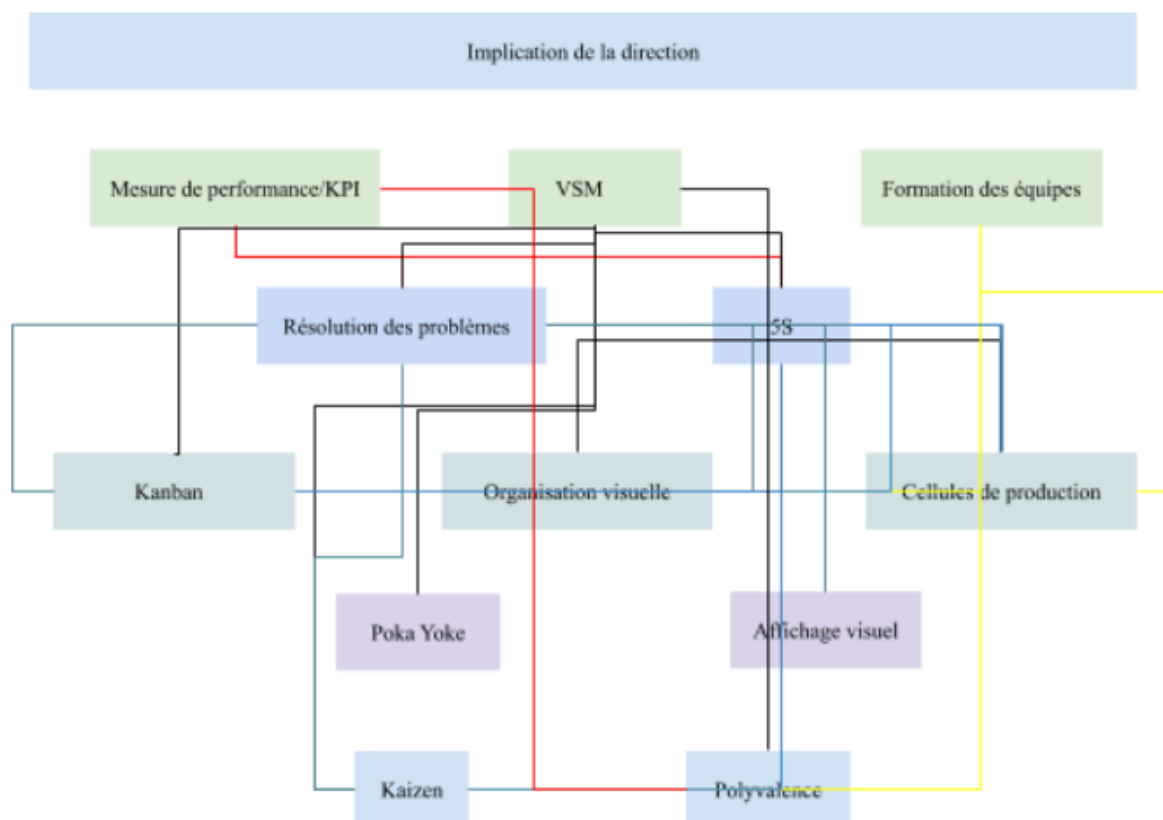 Implication de la direction
Mesure de performance/KPI
VSM
Formation des équipes
Résolution des problèmes
5S
Kanban
Organisation visuelle
Cellules de production
Poka Yoke
Affichage visuel
Kaizen
Polyvalence